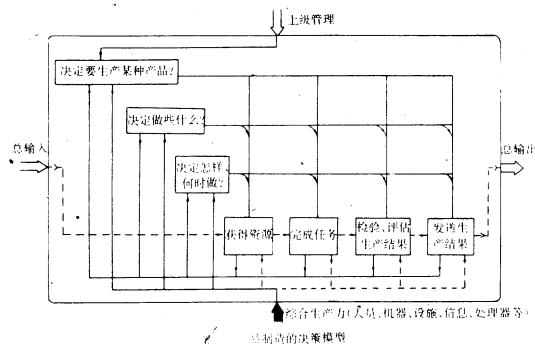 上级管理
决定要生产某种产品?
决定做些什么?
总输入
总输出
决定怎样、
何时做?
获得资源
完成任务
检验、评估
生产结果
发送生
产结果
综合生产力(人员、机器、设施、信息、处理器等)
制造的决策模型